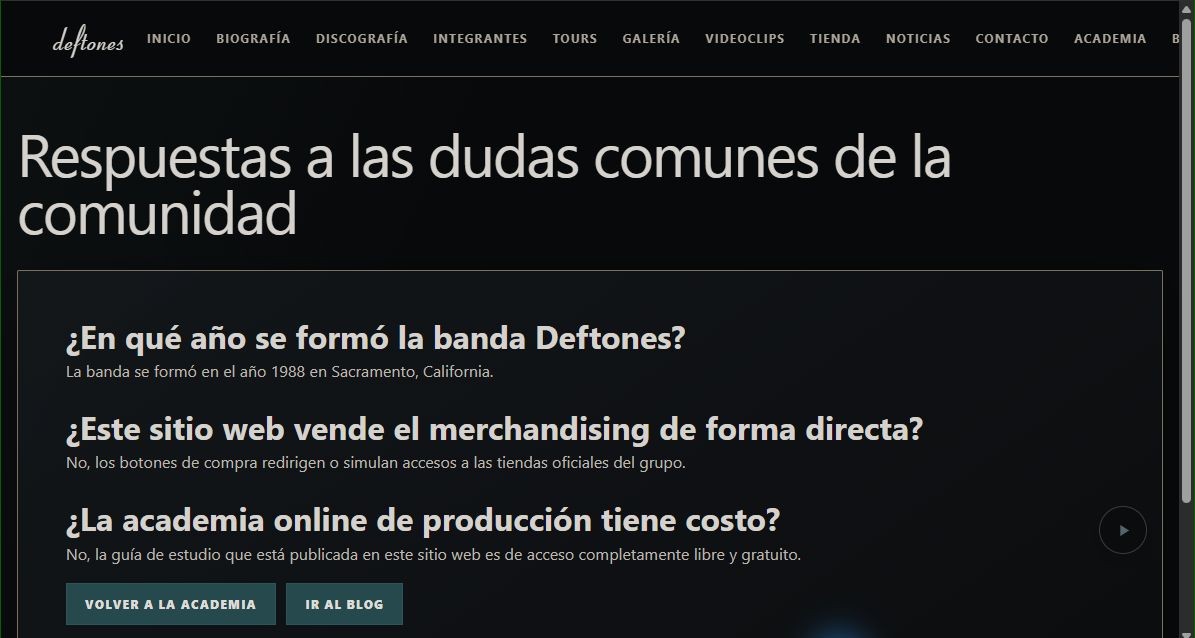 deftones INICIO BIOGRAFÍA DISCOGRAFÍA INTEGRANTES TOURS GALERÍA VIDEOCLIPS TIENDA NOTICIAS CONTACTO ACADEMIA
Respuestas a las dudas comunes de la
comunidad
¿En qué año se formó la banda Deftones?
La banda se formó en el año 1988 en Sacramento, California.
¿Este sitio web vende el merchandising de forma directa?
No, los botones de compra redirigen o simulan accesos a las tiendas oficiales del grupo.
¿La academia online de producción tiene costo?
No, la guía de estudio que está publicada en este sitio web es de acceso completamente libre y gratuito.
VOLVER A LA ACADEMIA IR AL BLOG